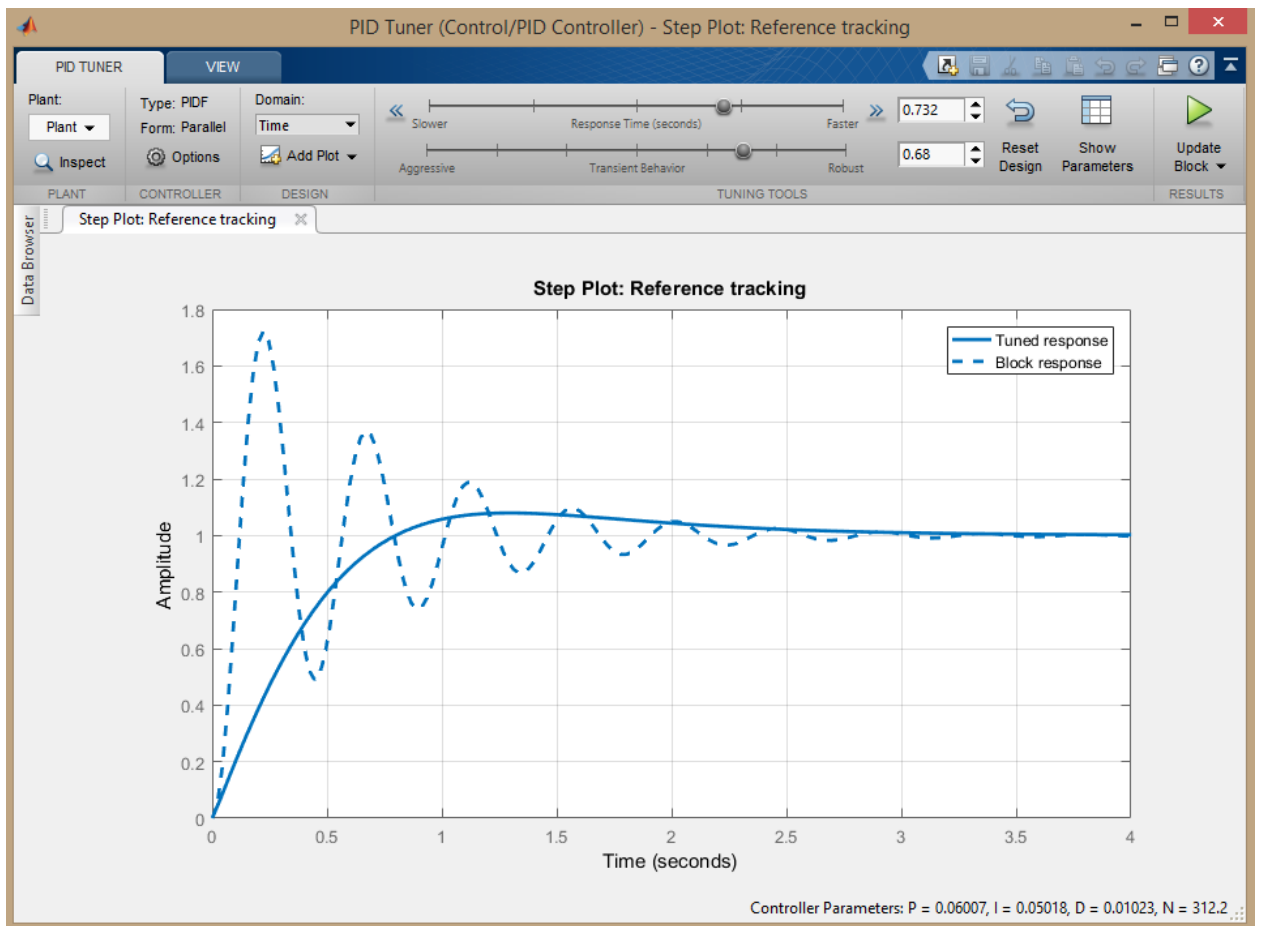 PID Tuner (Control/PID Controller) - Step Plot: Reference tracking
PID TUNER
VIEW
Plant:
Plant
Inspect
PLANT
Type: PIDF
Form: Parallel
Options
CONTROLLER
Domain:
Time
Add Plot
DESIGN
Slower
Response Time (seconds)
Faster
0.732
Aggressive
Transient Behavior
Robust
0.68
Reset
Design
Show
Parameters
TUNING TOOLS
Update
Block
RESULTS
Data Browser
Step Plot: Reference tracking
Step Plot: Reference tracking
Tuned response
Block response
Amplitude
1.8
1.6
1.4
1.2
1
0.8
0.6
0.4
0.2
0
0 0.5 1 1.5 2 2.5 3 3.5 4
Time (seconds)
Controller Parameters: P = 0.06007, I = 0.05018, D = 0.01023, N = 312.2